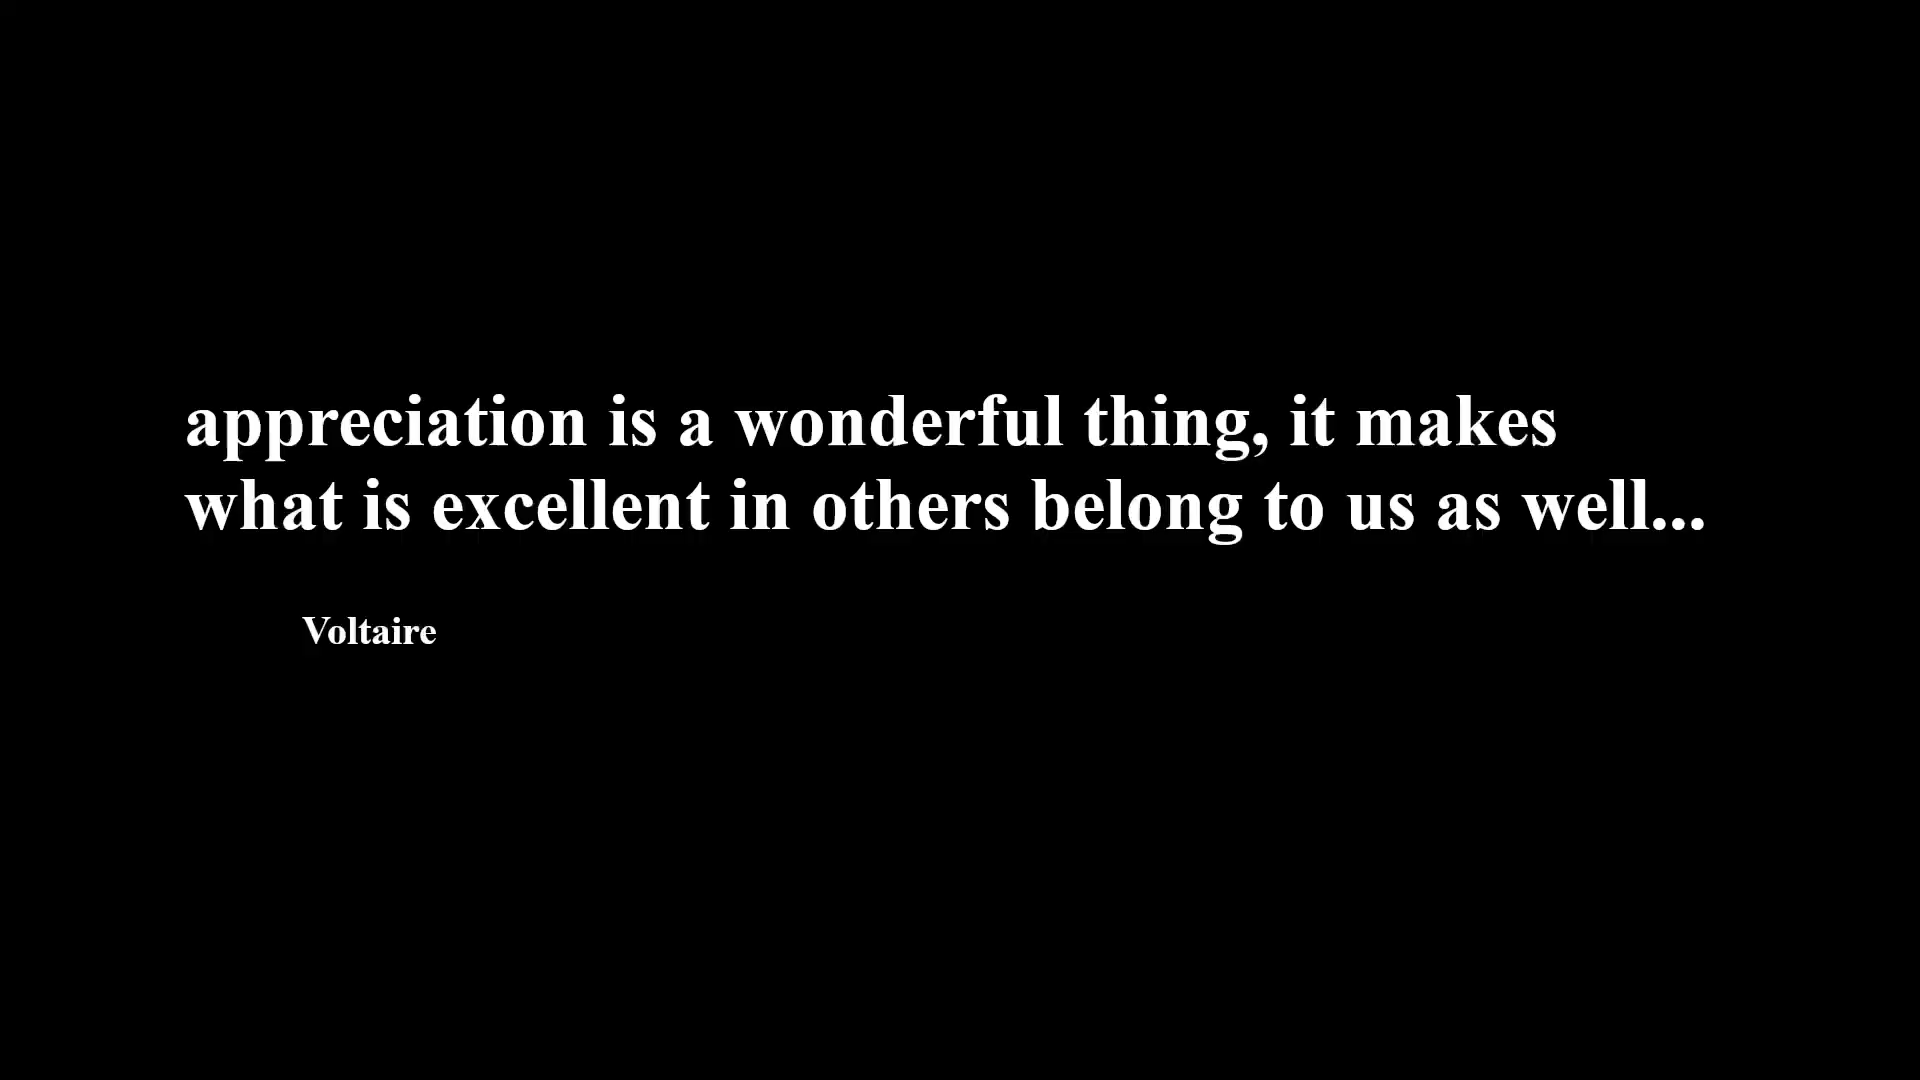 appreciation is a wonderful thing, it makes
what is excellent in others belong to us as well...
Voltaire